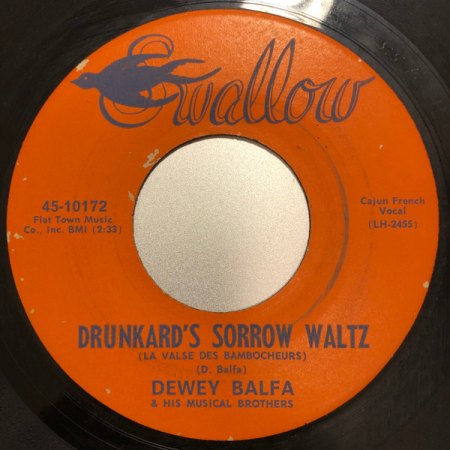 Swallow
45-10172
Flat Town Music
Co., Inc. BMI (2:33)
Cajun French
Vocal
(LH-2455)
DRUNKARD'S SORROW WALTZ
(LA VALSE DES BAMBOCHEURS)
(D. Balfa)
DEWEY BALFA
& HIS MUSICAL BROTHERS